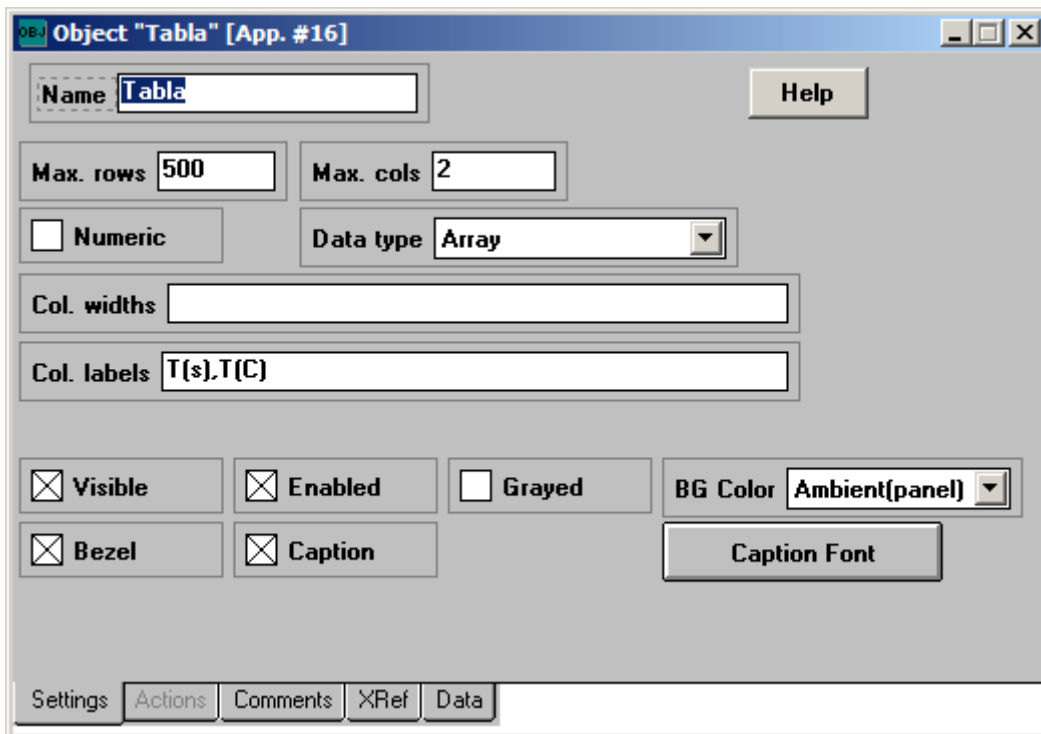 OBJ Object "Tabla" [App. #16]
Name Tabla Help
Max. rows 500 Max. cols 2
Numeric Data type Array
Col. widths
Col. labels T(s),T(C)
Visible Enabled Grayed BG Color Ambient(panel)
Bezel Caption Caption Font
Settings Actions Comments XRef Data